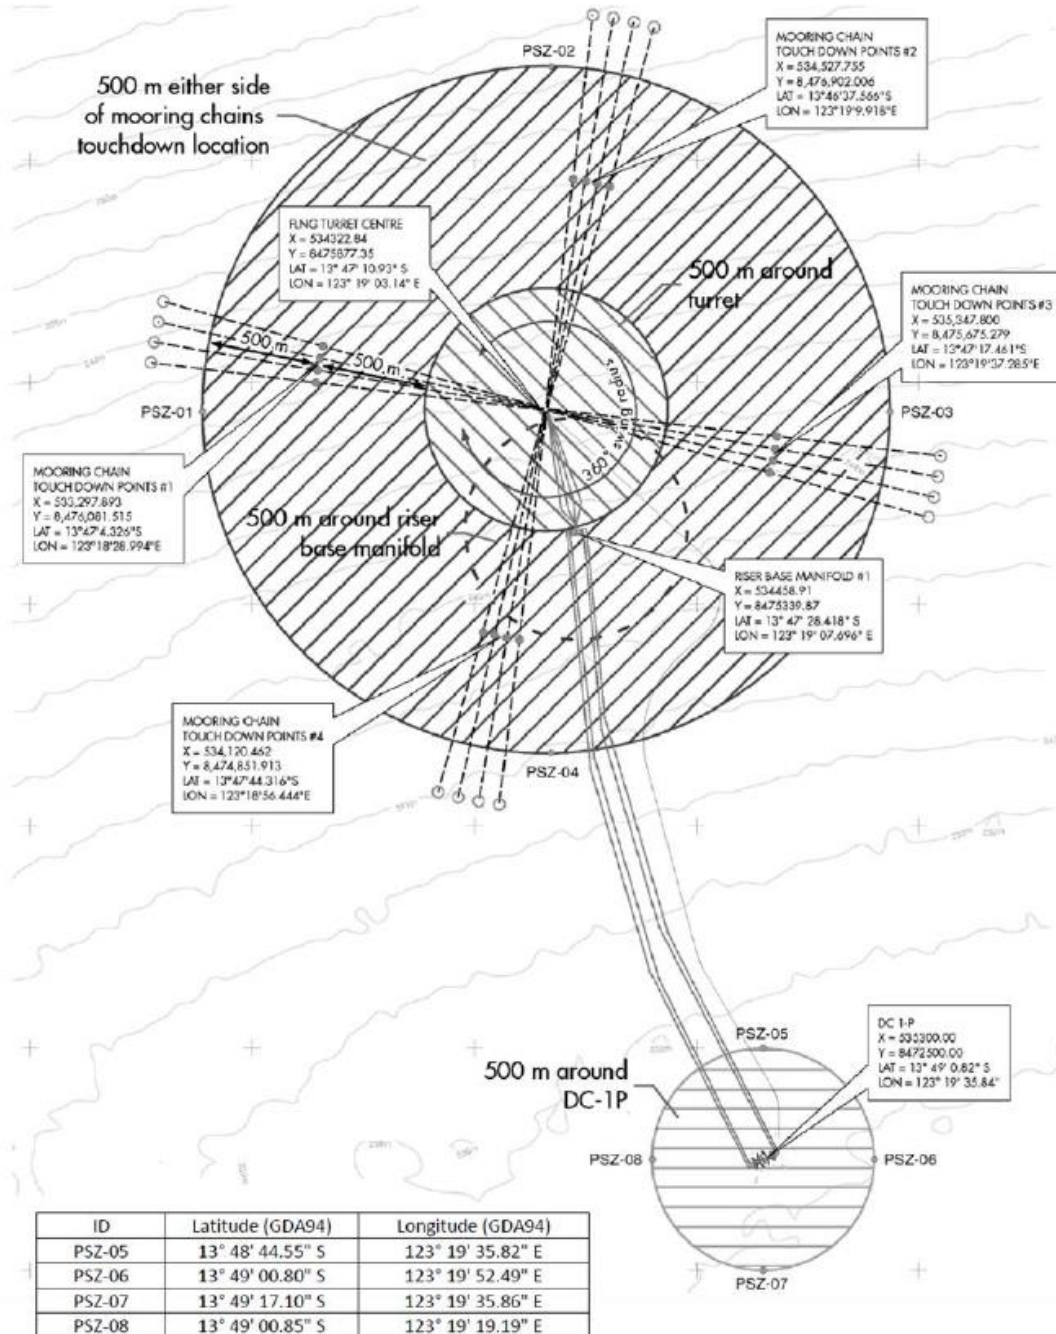 PSZ-02
MOORING CHAIN
TOUCH DOWN POINTS #2
X = 534,527.755
Y = 8,476,902.006
LAT = 13°46'37.566"S
LON = 123°19'9.918"E
500 m either side
of mooring chains
touchdown location
FLNG TURRET CENTRE
X = 534322.84
Y = 8475877.35
LAT = 13° 47' 10.93" S
LON = 123° 19' 03.14" E
500 m around
turret
MOORING CHAIN
TOUCH DOWN POINTS #3
X = 535,347.800
Y = 8,475,675.279
LAT = 13°47'17.461"S
LON = 123°19'37.285"E
500 m
500 m
360° swing radius
PSZ-01
PSZ-03
MOORING CHAIN
TOUCH DOWN POINTS #1
X = 533,297.893
Y = 8,476,081.515
LAT = 13°47'4.326"S
LON = 123°18'28.994"E
500 m around riser
base manifold
RISER BASE MANIFOLD #1
X = 534458.91
Y = 8475339.87
LAT = 13° 47' 28.418" S
LON = 123° 19' 07.696" E
MOORING CHAIN
TOUCH DOWN POINTS #4
X = 534,120.462
Y = 8,474,851.913
LAT = 13°47'44.316"S
LON = 123°18'56.444"E
PSZ-04
PSZ-05
DC 1-P
X = 535300.00
Y = 8472500.00
LAT = 13° 49' 0.82" S
LON = 123° 19' 35.84"
500 m around
DC-1P
PSZ-08
PSZ-06
PSZ-07
ID Latitude (GDA94) Longitude (GDA94)
PSZ-05 13° 48' 44.55" S 123° 19' 35.82" E
PSZ-06 13° 49' 00.80" S 123° 19' 52.49" E
PSZ-07 13° 49' 17.10" S 123° 19' 35.86" E
PSZ-08 13° 49' 00.85" S 123° 19' 19.19" E